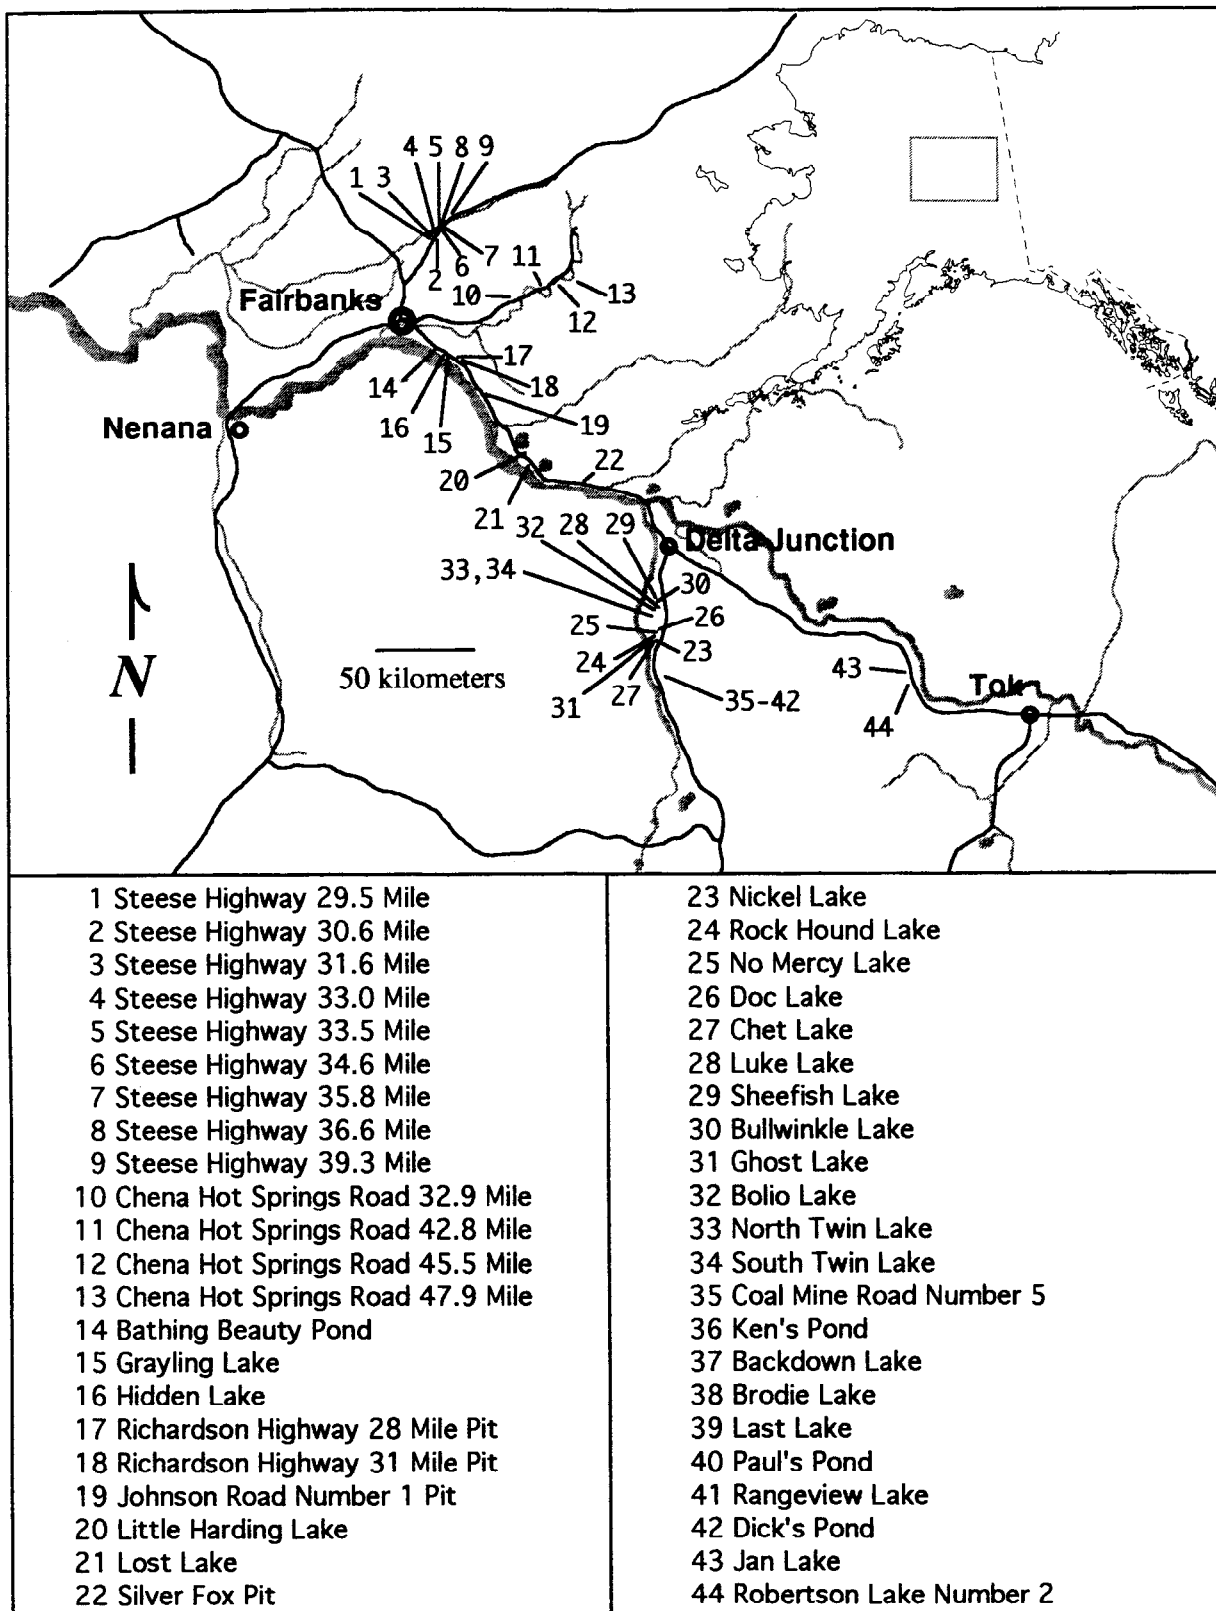 4 5 8 9
1 3
2 6 7
11
10
13
12
Fairbanks
17
14
18
16
15
19
Nenana
20
22
21
32 28 29
Delta Junction
33,34
30
25
26
24
23
31
27
35-42
43
44
Tok
N
50 kilometers
1 Steese Highway 29.5 Mile
2 Steese Highway 30.6 Mile
3 Steese Highway 31.6 Mile
4 Steese Highway 33.0 Mile
5 Steese Highway 33.5 Mile
6 Steese Highway 34.6 Mile
7 Steese Highway 35.8 Mile
8 Steese Highway 36.6 Mile
9 Steese Highway 39.3 Mile
10 Chena Hot Springs Road 32.9 Mile
11 Chena Hot Springs Road 42.8 Mile
12 Chena Hot Springs Road 45.5 Mile
13 Chena Hot Springs Road 47.9 Mile
14 Bathing Beauty Pond
15 Grayling Lake
16 Hidden Lake
17 Richardson Highway 28 Mile Pit
18 Richardson Highway 31 Mile Pit
19 Johnson Road Number 1 Pit
20 Little Harding Lake
21 Lost Lake
22 Silver Fox Pit
23 Nickel Lake
24 Rock Hound Lake
25 No Mercy Lake
26 Doc Lake
27 Chet Lake
28 Luke Lake
29 Sheefish Lake
30 Bullwinkle Lake
31 Ghost Lake
32 Bolio Lake
33 North Twin Lake
34 South Twin Lake
35 Coal Mine Road Number 5
36 Ken's Pond
37 Backdown Lake
38 Brodie Lake
39 Last Lake
40 Paul's Pond
41 Rangeview Lake
42 Dick's Pond
43 Jan Lake
44 Robertson Lake Number 2